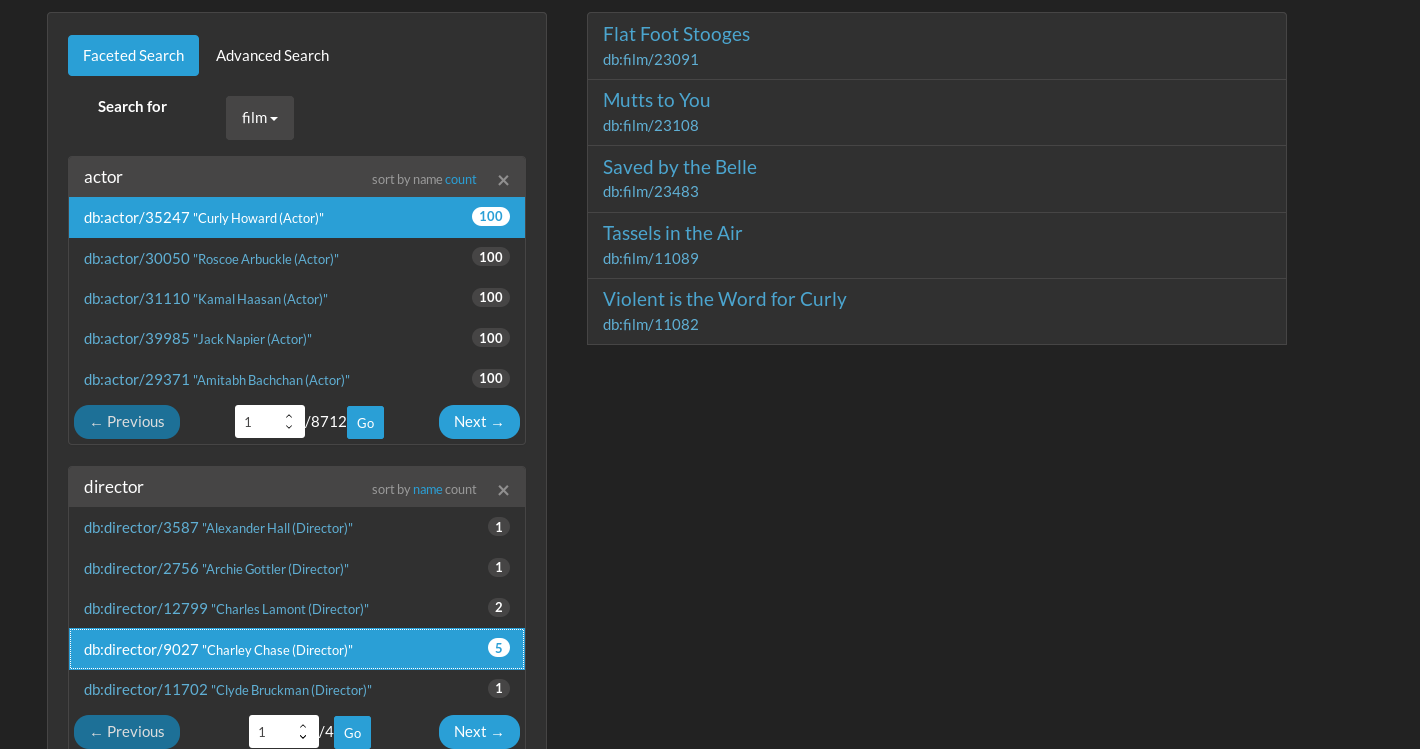 Faceted Search Advanced Search
Search for film
actor sort by name count ×
db:actor/35247 "Curly Howard (Actor)" 100
db:actor/30050 "Roscoe Arbuckle (Actor)" 100
db:actor/31110 "Kamal Haasan (Actor)" 100
db:actor/39985 "Jack Napier (Actor)" 100
db:actor/29371 "Amitabh Bachchan (Actor)" 100
← Previous 1 /8712 Go Next →
director sort by name count ×
db:director/3587 "Alexander Hall (Director)" 1
db:director/2756 "Archie Gottler (Director)" 1
db:director/12799 "Charles Lamont (Director)" 2
db:director/9027 "Charley Chase (Director)" 5
db:director/11702 "Clyde Bruckman (Director)" 1
← Previous 1 /4 Go Next →
Flat Foot Stooges
db:film/23091
Mutts to You
db:film/23108
Saved by the Belle
db:film/23483
Tassels in the Air
db:film/11089
Violent is the Word for Curly
db:film/11082